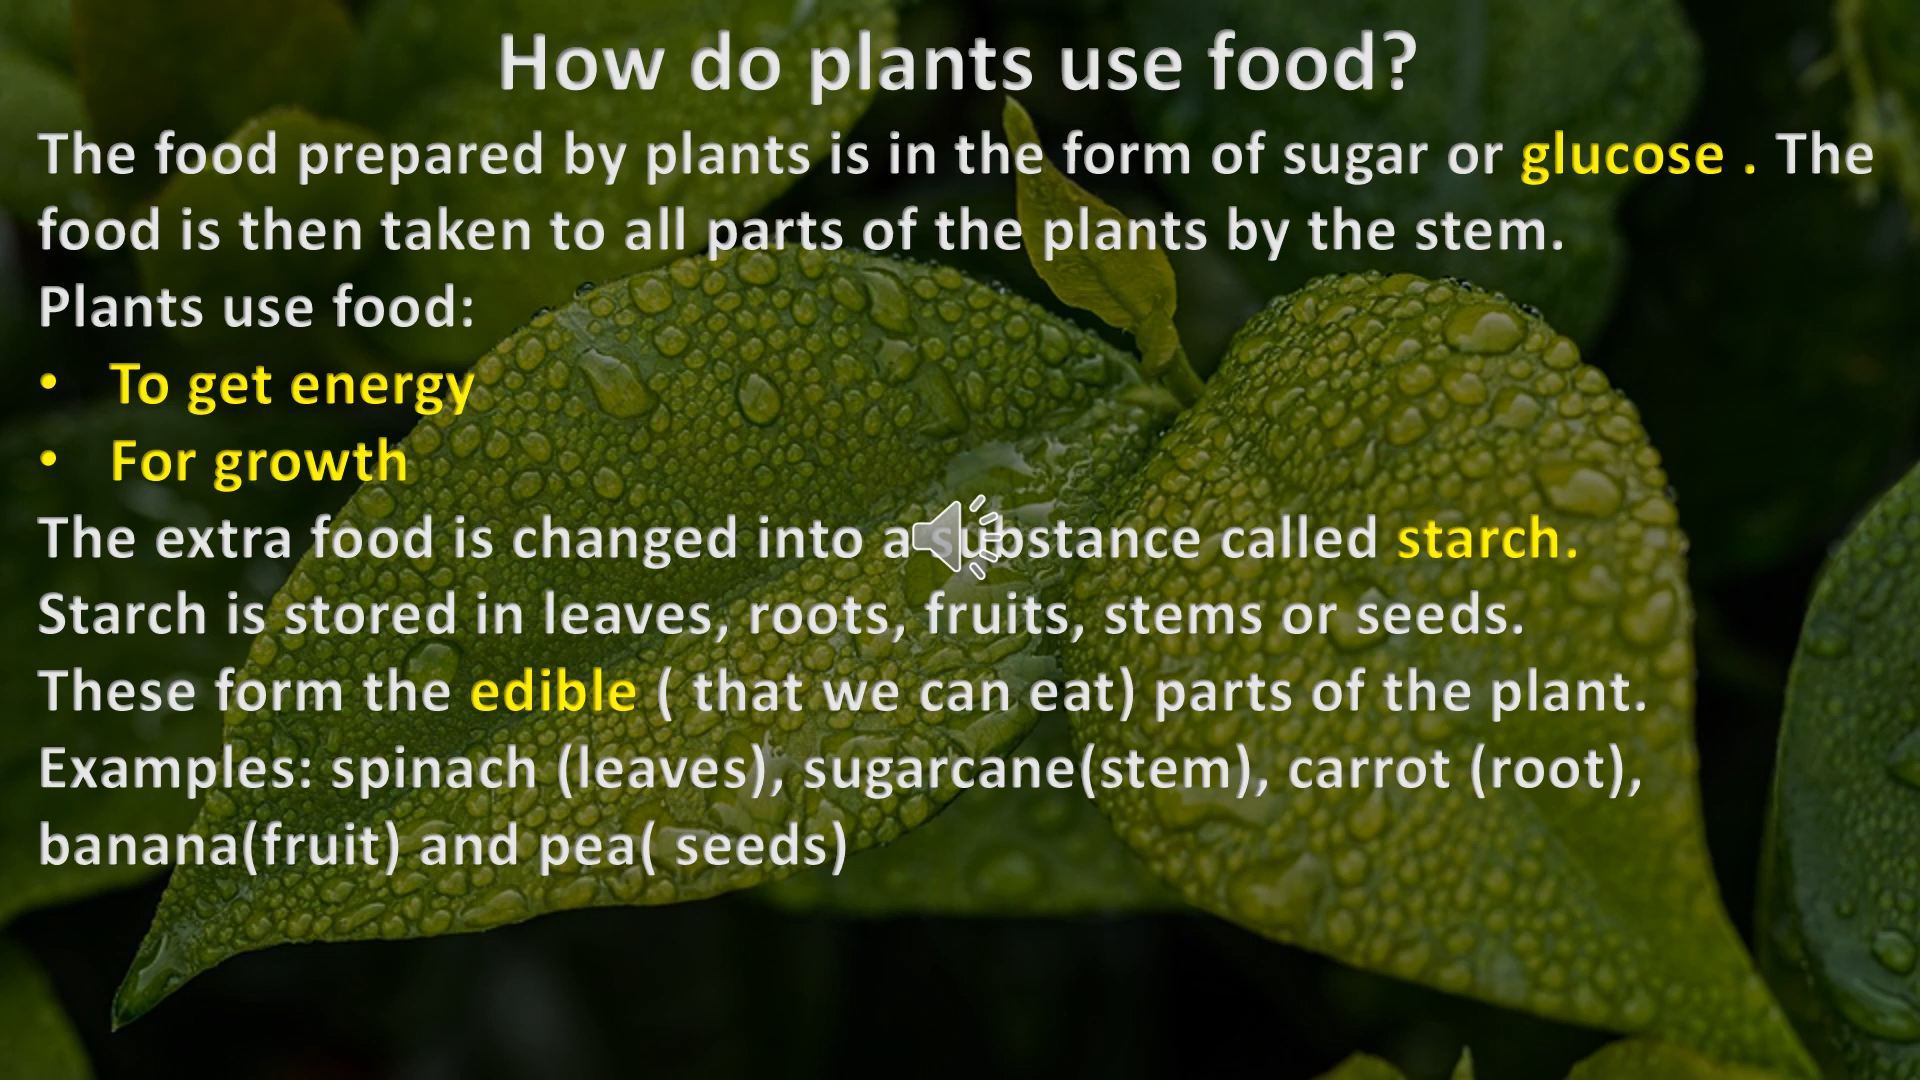 How do plants use food?
The food prepared by plants is in the form of sugar or glucose . The
food is then taken to all parts of the plants by the stem.
Plants use food:
• To get energy
• For growth
The extra food is changed into a substance called starch.
Starch is stored in leaves, roots, fruits, stems or seeds.
These form the edible ( that we can eat) parts of the plant.
Examples: spinach (leaves), sugarcane(stem), carrot (root),
banana(fruit) and pea( seeds)